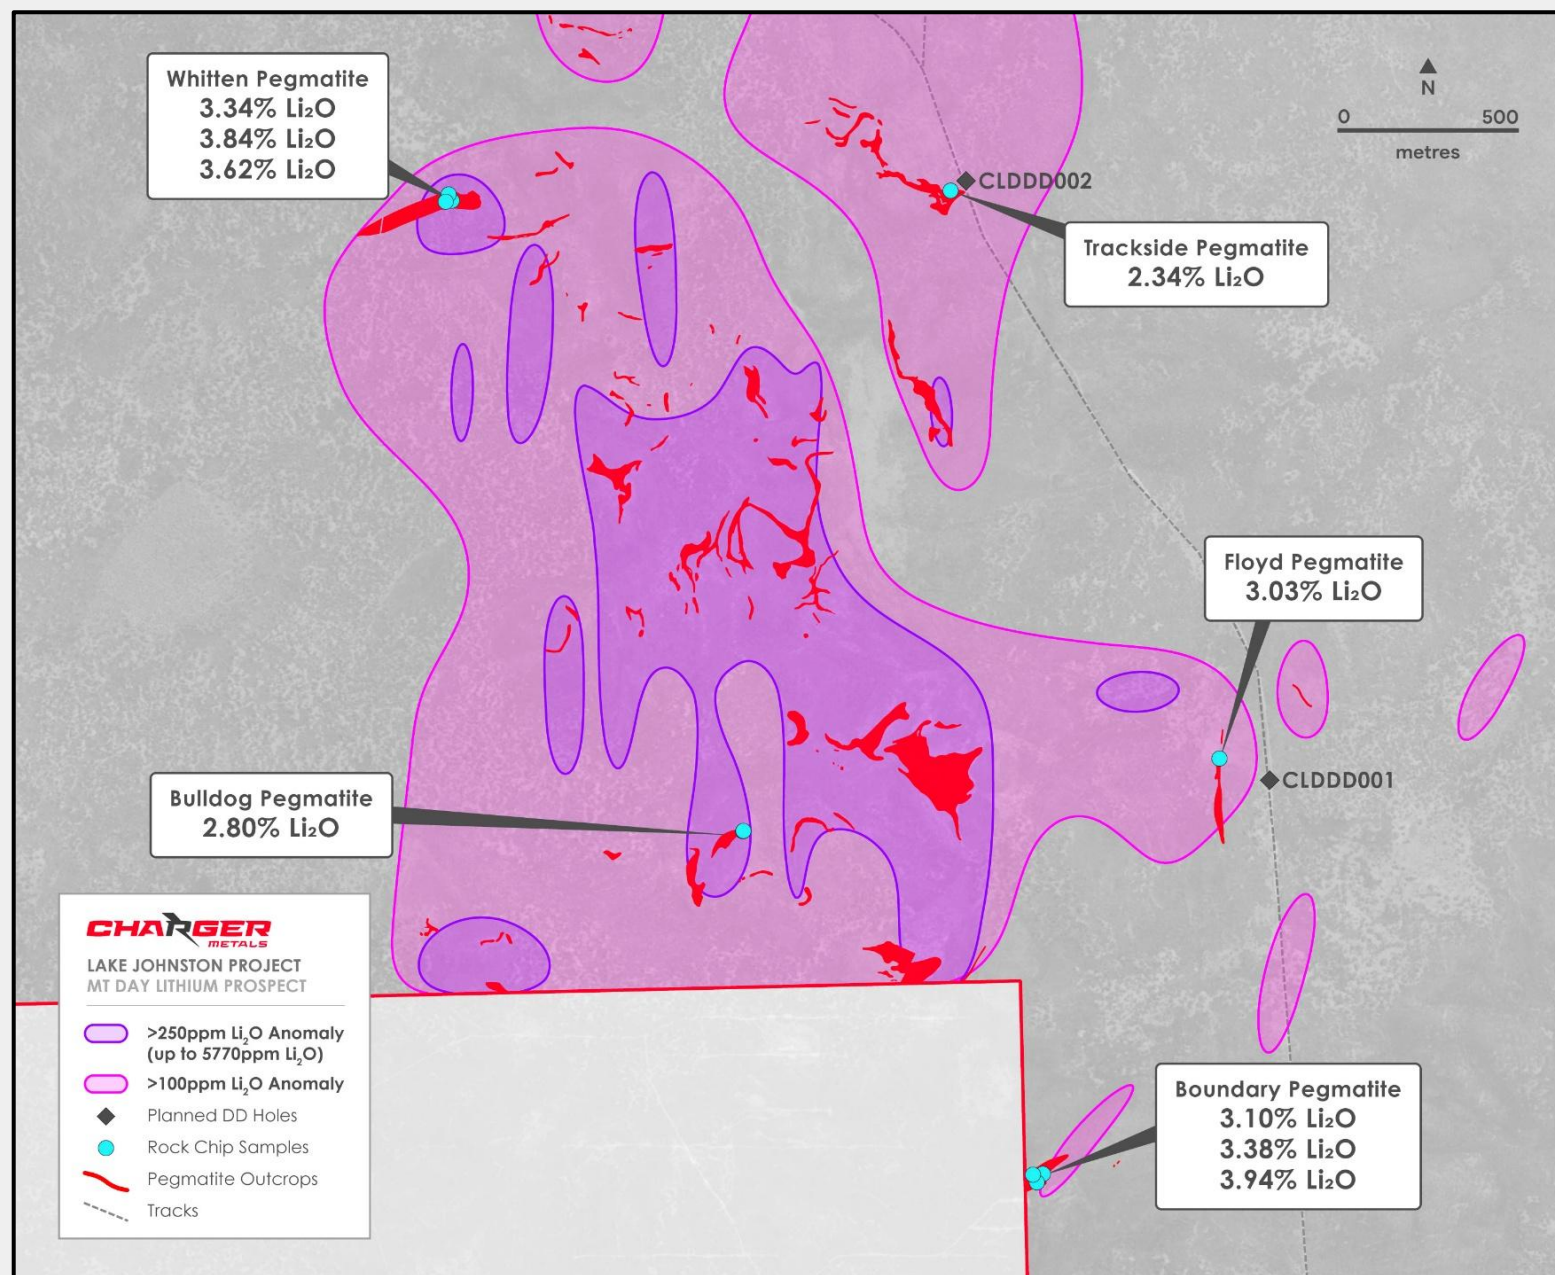 Whitten Pegmatite
3.34% Li₂O
3.84% Li₂O
3.62% Li₂O
N
0 500
metres
CLDDD002
Trackside Pegmatite
2.34% Li₂O
Floyd Pegmatite
3.03% Li₂O
CLDDD001
Bulldog Pegmatite
2.80% Li₂O
CHARGER
METALS
LAKE JOHNSTON PROJECT
MT DAY LITHIUM PROSPECT
>250ppm Li₂O Anomaly
(up to 5770ppm Li₂O)
>100ppm Li₂O Anomaly
Planned DD Holes
Rock Chip Samples
Pegmatite Outcrops
Tracks
Boundary Pegmatite
3.10% Li₂O
3.38% Li₂O
3.94% Li₂O